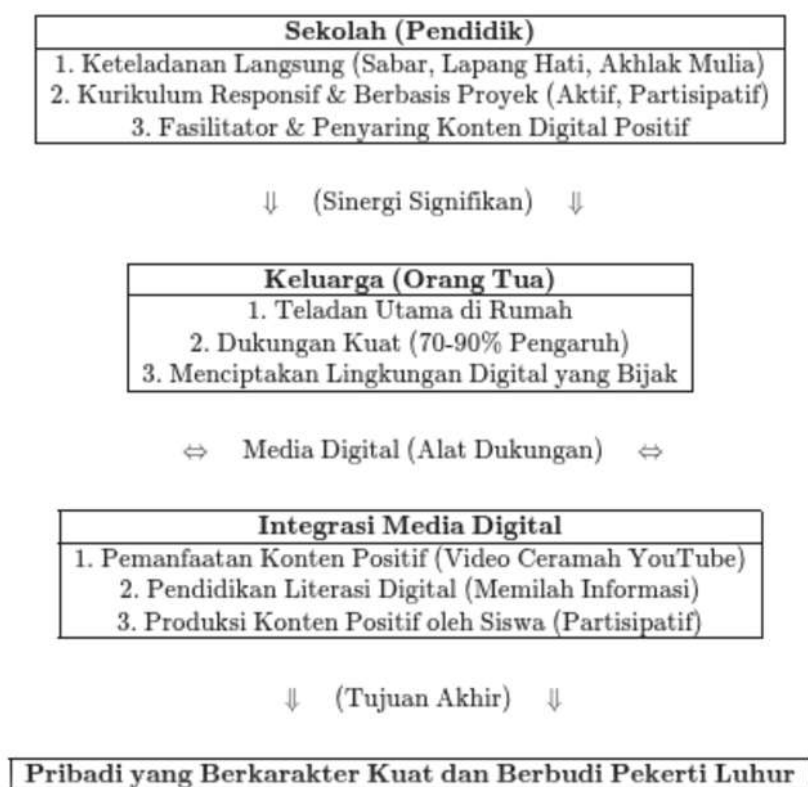 Sekolah (Pendidik)
1. Keteladanan Langsung (Sabar, Lapang Hati, Akhlak Mulia)
2. Kurikulum Responsif & Berbasis Proyek (Aktif, Partisipatif)
3. Fasilitator & Penyaring Konten Digital Positif
⇓ (Sinergi Signifikan) ⇓
Keluarga (Orang Tua)
1. Teladan Utama di Rumah
2. Dukungan Kuat (70-90% Pengaruh)
3. Menciptakan Lingkungan Digital yang Bijak
⇔ Media Digital (Alat Dukungan) ⇔
Integrasi Media Digital
1. Pemanfaatan Konten Positif (Video Ceramah YouTube)
2. Pendidikan Literasi Digital (Memilah Informasi)
3. Produksi Konten Positif oleh Siswa (Partisipatif)
⇓ (Tujuan Akhir) ⇓
Pribadi yang Berkarakter Kuat dan Berbudi Pekerti Luhur